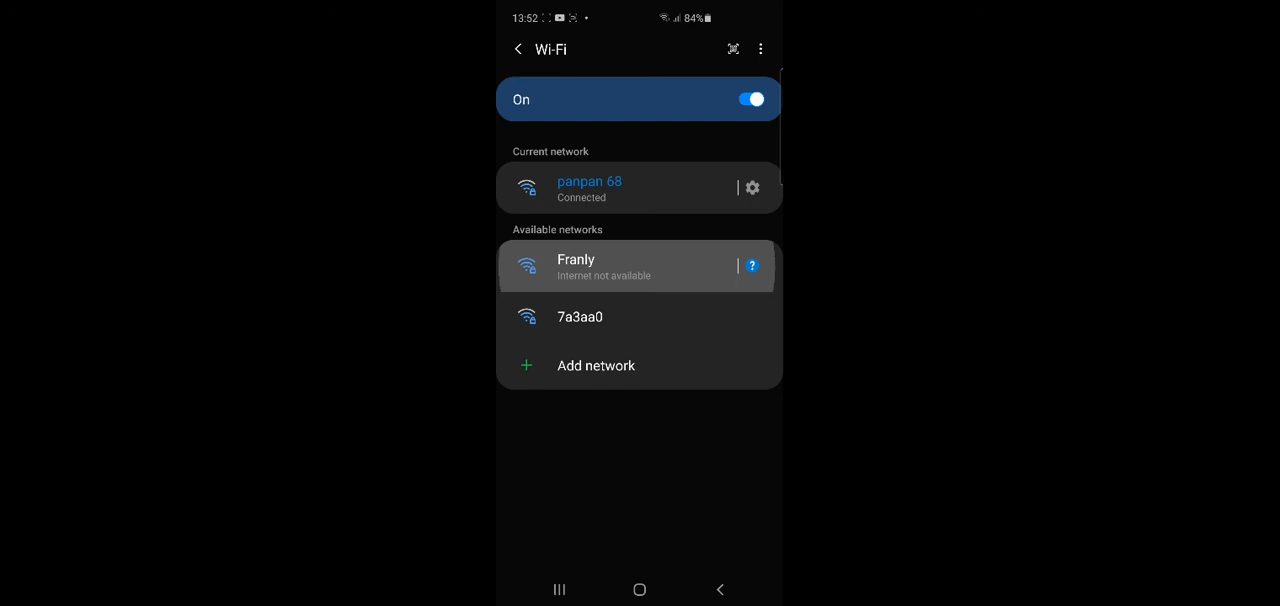 13:52 84%
Wi-Fi
On
Current network
panpan 68
Connected
Available networks
Franly
Internet not available
?
7a3aa0
+ Add network